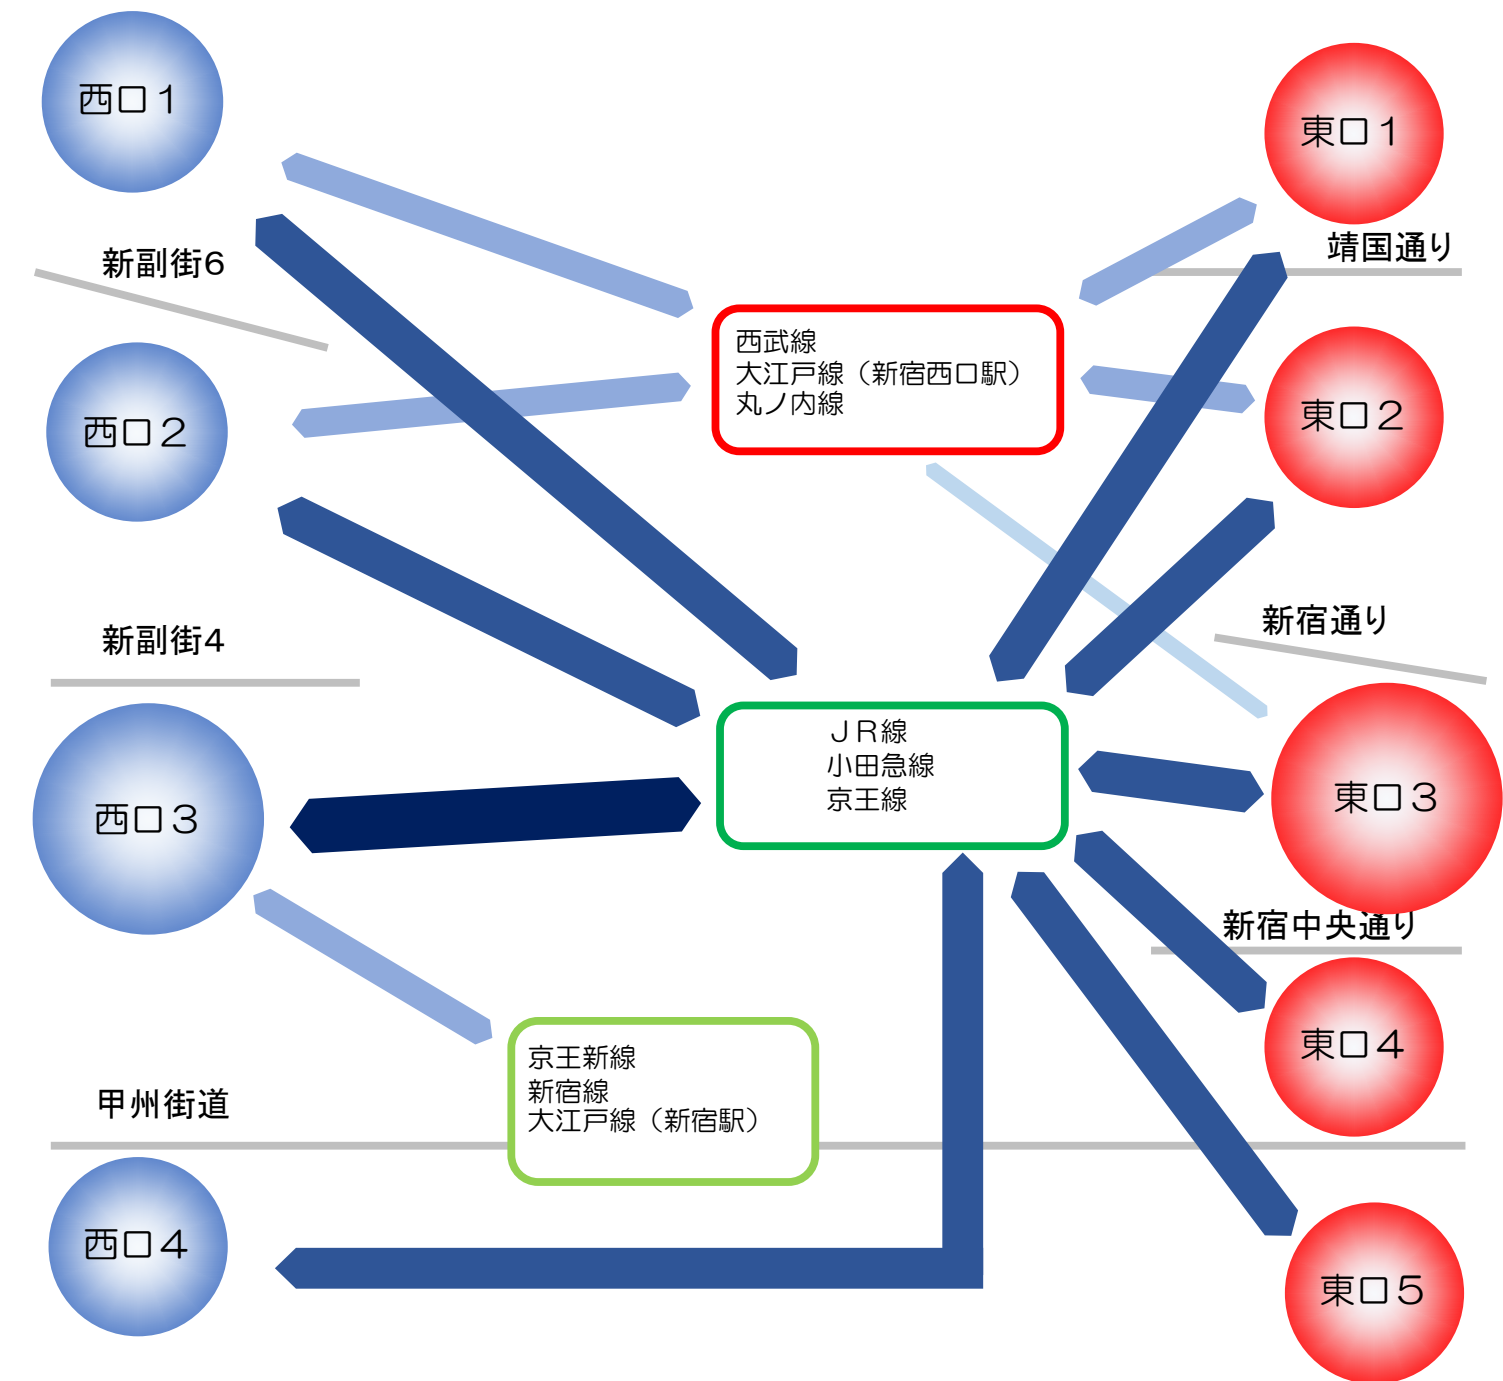 西口１
東口１
靖国通り
新副街６
西武線
大江戸線（新宿西口駅）
丸ノ内線
西口２
東口２
新宿通り
新副街４
ＪＲ線
小田急線
京王線
西口３
東口３
新宿中央通り
京王新線
新宿線
大江戸線（新宿駅）
東口４
甲州街道
西口４
東口５